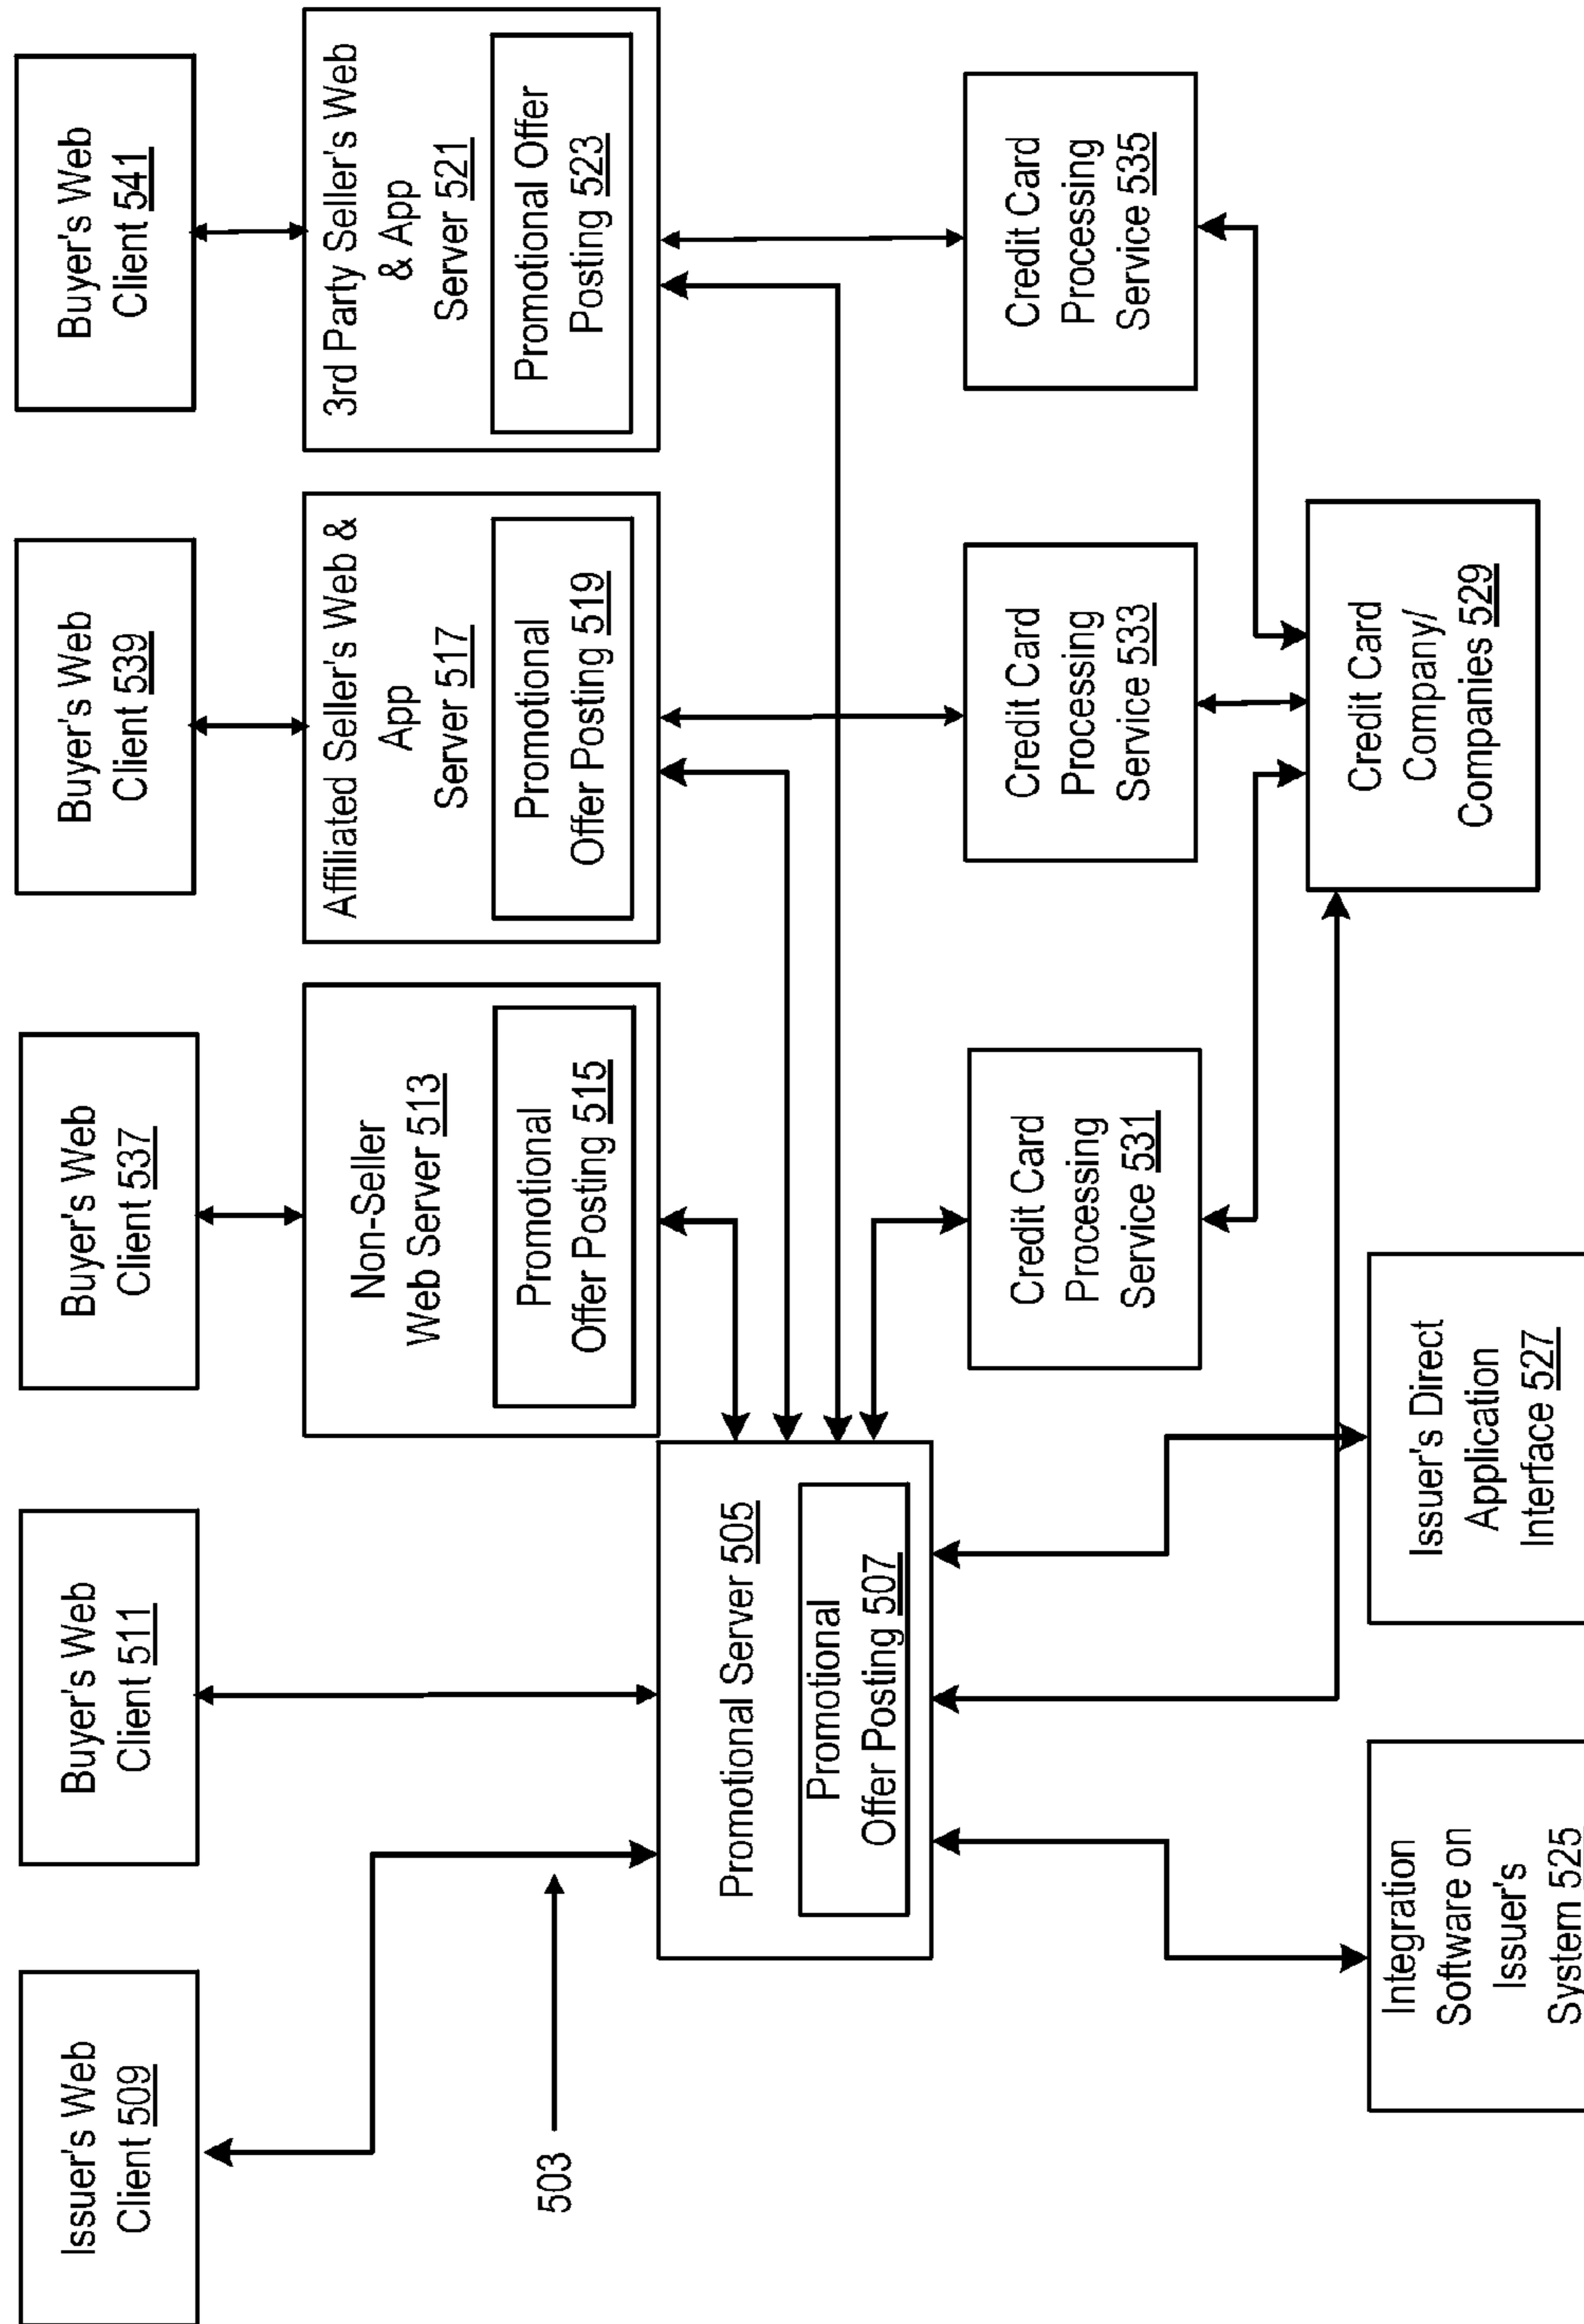 Issuer's Web
Client 509
Buyer's Web
Client 511
Buyer's Web
Client 537
Buyer's Web
Client 539
Buyer's Web
Client 541
503
Promotional Server 505
Promotional
Offer Posting 507
Non-Seller
Web Server 513
Promotional
Offer Posting 515
Affiliated Seller's Web &
App
Server 517
Promotional
Offer Posting 519
3rd Party Seller's Web
& App
Server 521
Promotional Offer
Posting 523
Credit Card
Processing
Service 531
Credit Card
Processing
Service 533
Credit Card
Processing
Service 535
Integration
Software on
Issuer's
System 525
Issuer's Direct
Application
Interface 527
Credit Card
Company/
Companies 529